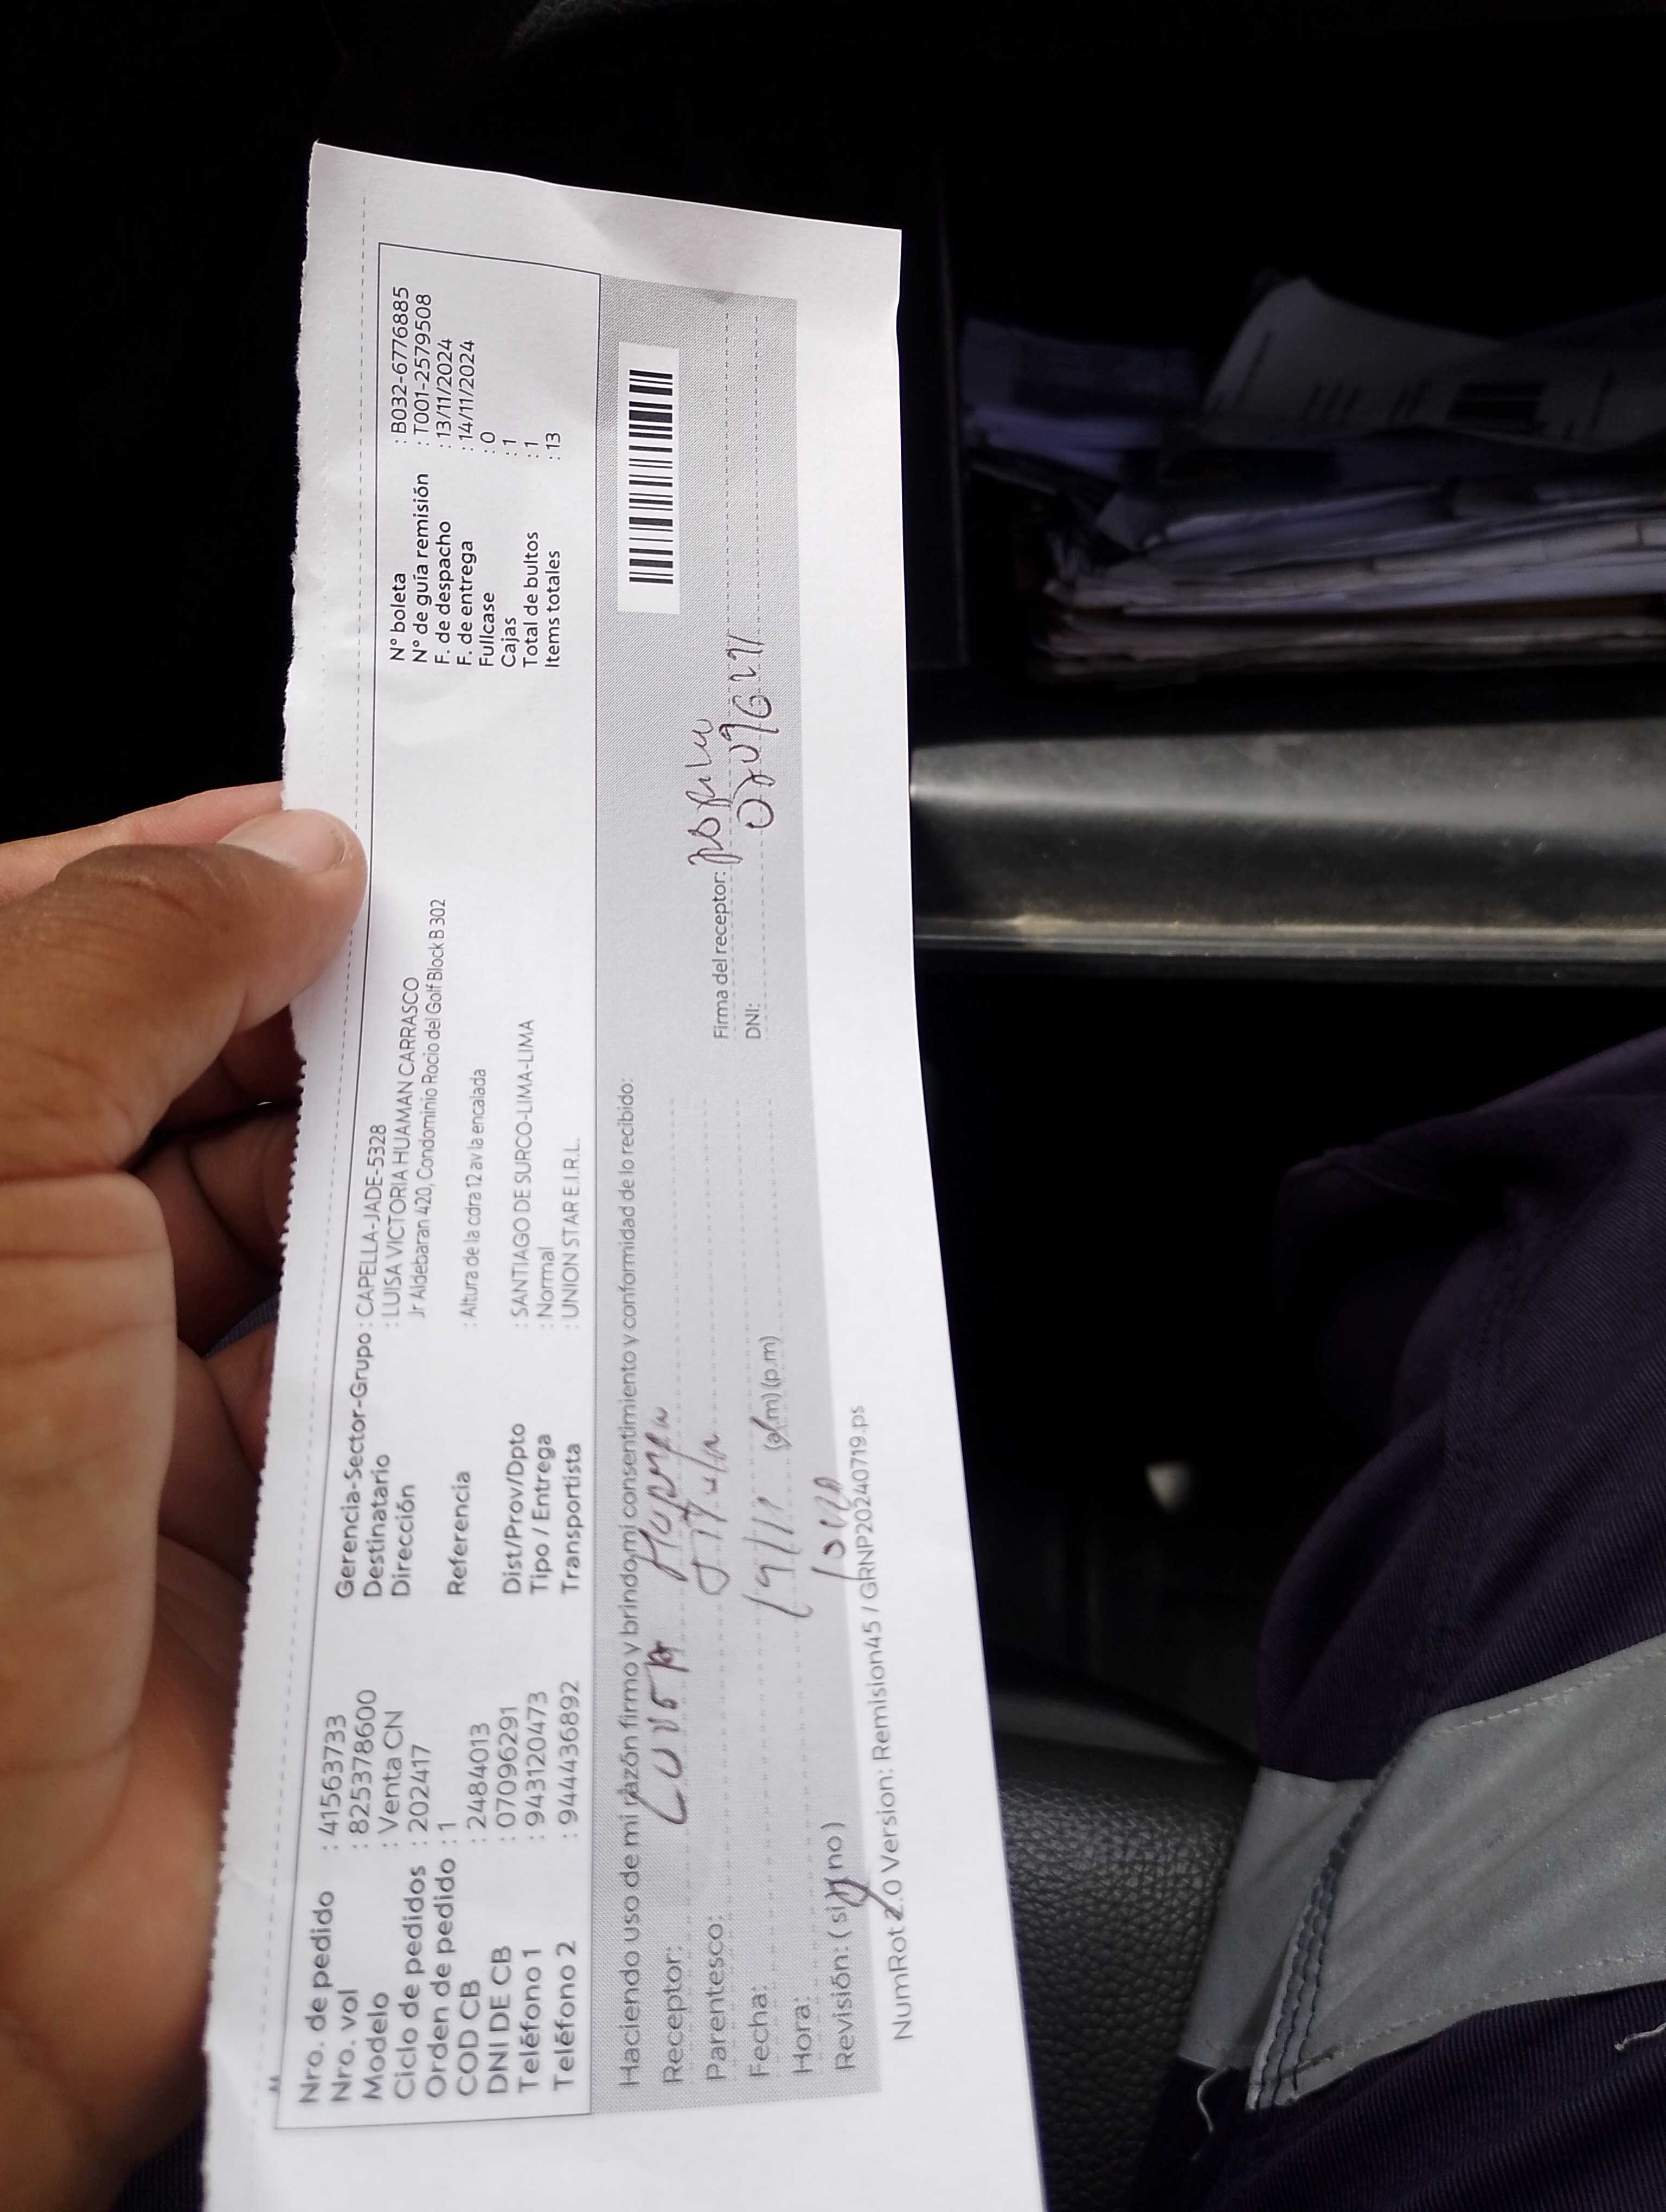 Nro. de pedido : 41563733
Nro. vol : 825378600
Modelo : Venta CN
Ciclo de pedidos : 202417
Orden de pedido : 1
COD CB : 2484013
DNI DE CB : 07096291
Teléfono 1 : 943120473
Teléfono 2 : 944436892
Gerencia-Sector-Grupo : CAPELLA-JADE-5328
Destinatario : LUISA VICTORIA HUAMAN CARRASCO
Dirección Jr Aldebaran 420, Condominio Rocio del Golf Block B 302
Referencia : Altura de la cdra 12 av la encalada
Dist/Prov/Dpto : SANTIAGO DE SURCO-LIMA-LIMA
Tipo / Entrega : Normal
Transportista : UNION STAR E.I.R.L.
N° boleta : B032-6776885
N° de guía remisión : T001-2579508
F. de despacho : 13/11/2024
F. de entrega : 14/11/2024
Fullcase : 0
Cajas : 1
Total de bultos : 1
Items totales : 13
Haciendo uso de mi razón firmo y brindo mi consentimiento y conformidad de lo recibido:
Receptor:
Parentesco:
Fecha:
Hora: (a.m) (p.m)
Revisión: ( si / no )
Firma del receptor:
DNI:
NumRot 2.0 Version: Remision45 / GRNP20240719.ps